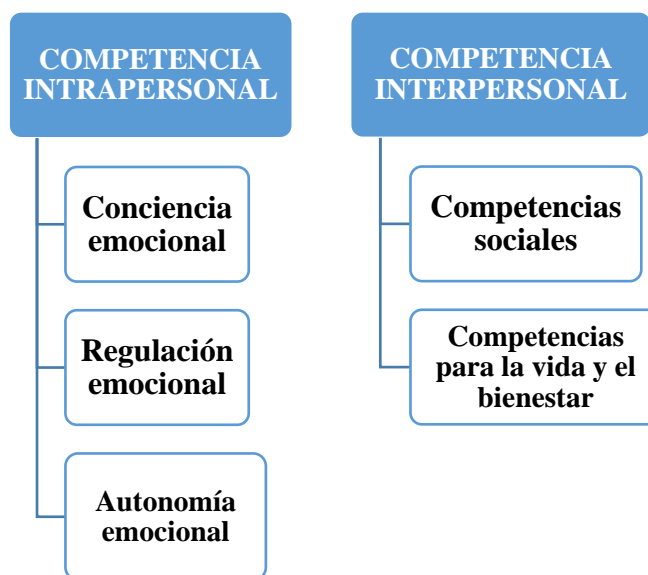 COMPETENCIA
INTRAPERSONAL
Conciencia
emocional
Regulación
emocional
Autonomía
emocional
COMPETENCIA
INTERPERSONAL
Competencias
sociales
Competencias
para la vida y el
bienestar